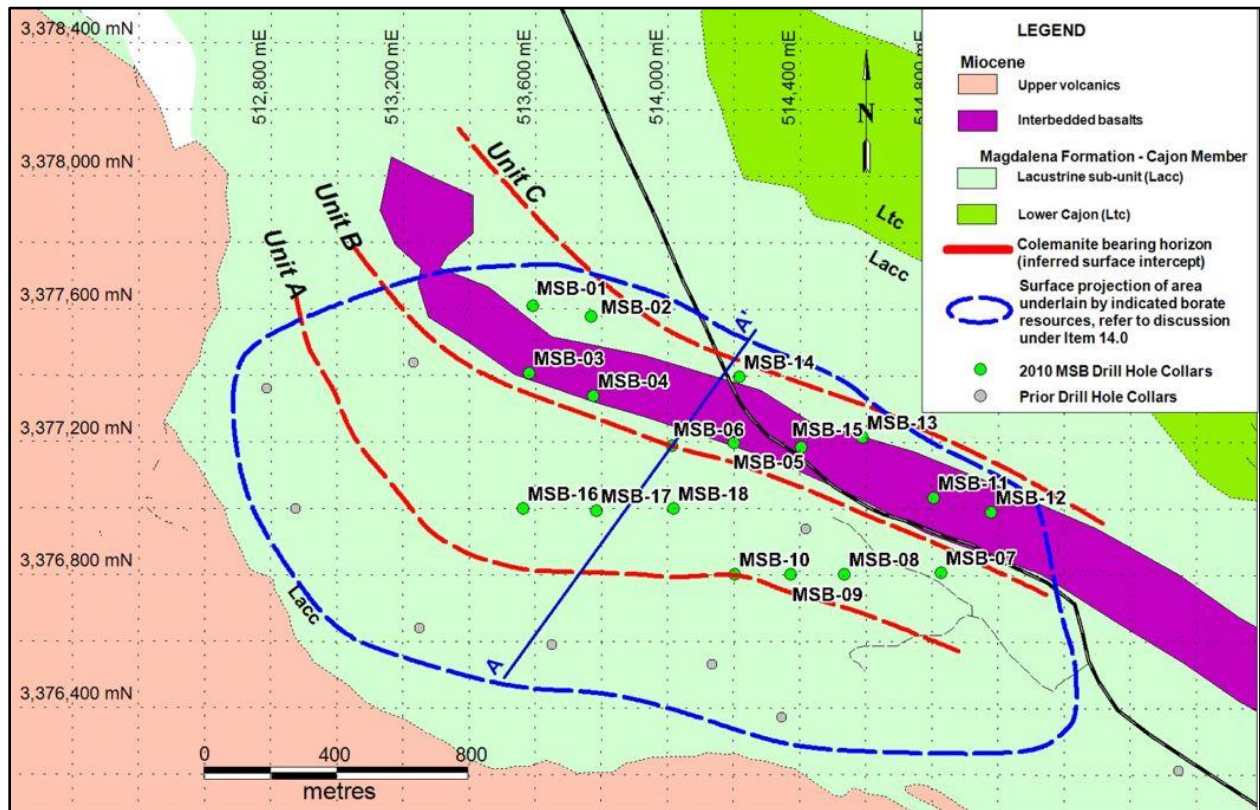 3,378,400 mN
3,378,000 mN
3,377,600 mN
3,377,200 mN
3,376,800 mN
3,376,400 mN
512,800 mE
513,200 mE
513,600 mE
514,000 mE
514,400 mE
514,800 mE
N
Unit A
Unit B
Unit C
Ltc
Lacc
Lacc
MSB-01
MSB-02
MSB-03
MSB-04
MSB-14
A'
MSB-06
MSB-05
MSB-15
MSB-13
MSB-11
MSB-12
MSB-16
MSB-17
MSB-18
MSB-10
MSB-09
MSB-08
MSB-07
A
0 400 800
metres
LEGEND
Miocene
Upper volcanics
Interbedded basalts
Magdalena Formation - Cajon Member
Lacustrine sub-unit (Lacc)
Lower Cajon (Ltc)
Colemanite bearing horizon
(inferred surface intercept)
Surface projection of area
underlain by indicated borate
resources, refer to discussion
under Item 14.0
2010 MSB Drill Hole Collars
Prior Drill Hole Collars